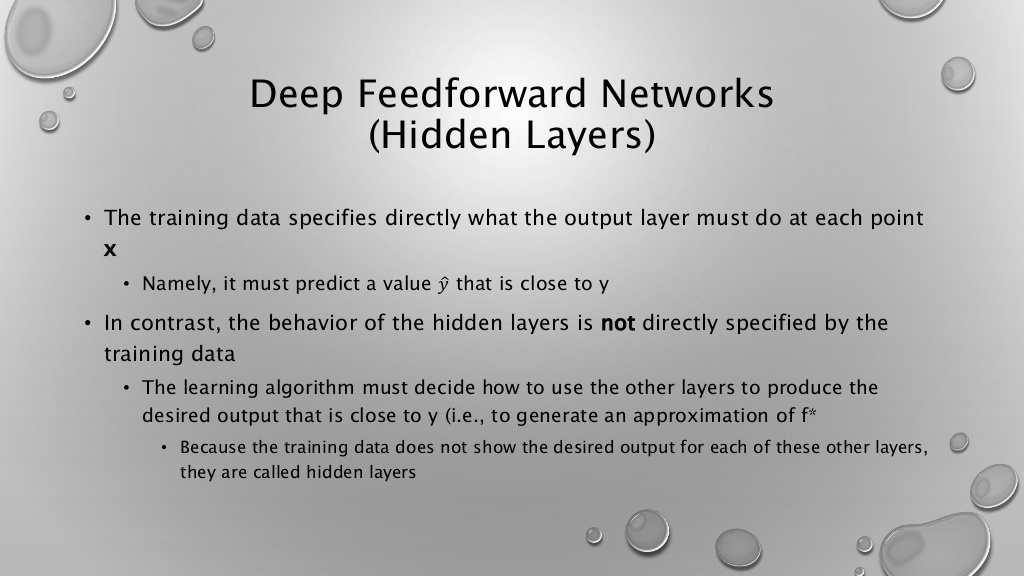 Deep Feedforward Networks
(Hidden Layers)
• The training data specifies directly what the output layer must do at each point
x
• Namely, it must predict a value ŷ that is close to y
• In contrast, the behavior of the hidden layers is not directly specified by the
training data
• The learning algorithm must decide how to use the other layers to produce the
desired output that is close to y (i.e., to generate an approximation of f*
• Because the training data does not show the desired output for each of these other layers,
they are called hidden layers